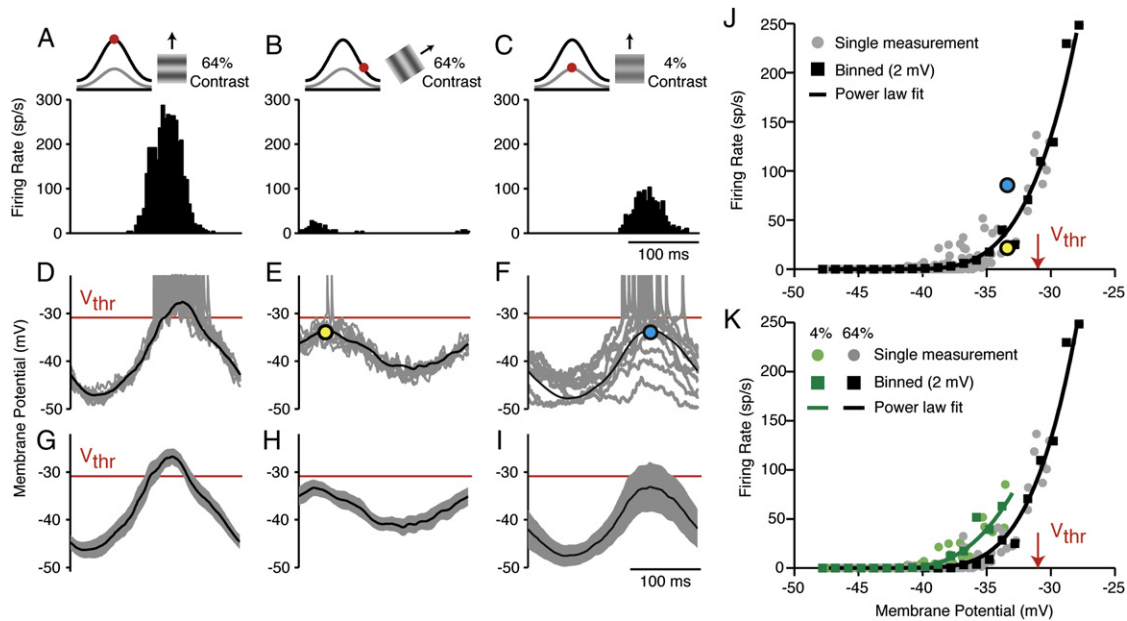 A
64%
Contrast
B
64%
Contrast
C
4%
Contrast
Firing Rate (sp/s)
300
200
100
0
300
200
100
0
300
200
100
0
100 ms
D
Vthr
-30
-40
-50
E
-30
-40
-50
F
-30
-40
-50
Membrane Potential (mV)
G
Vthr
-30
-40
-50
H
-30
-40
-50
I
-30
-40
-50
100 ms
J
Firing Rate (sp/s)
250
200
150
100
50
0
Single measurement
Binned (2 mV)
Power law fit
Vthr
-50
-45
-40
-35
-30
-25
K
Firing Rate (sp/s)
250
200
150
100
50
0
4% 64%
Single measurement
Binned (2 mV)
Power law fit
Vthr
-50
-45
-40
-35
-30
-25
Membrane Potential (mV)